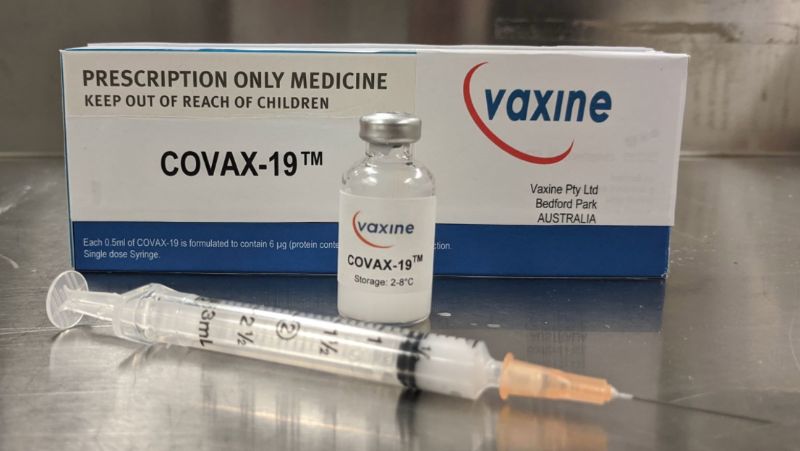 PRESCRIPTION ONLY MEDICINE
KEEP OUT OF REACH OF CHILDREN
COVAX-19™
vaxine
Vaxine Pty Ltd
Bedford Park
AUSTRALIA
Each 0.5ml of COVAX-19 is formulated to contain 6 µg (protein
Single dose Syringe.
vaxine
COVAX-19™
Storage: 2-8°C
3mL 2½ 2 1½ 1